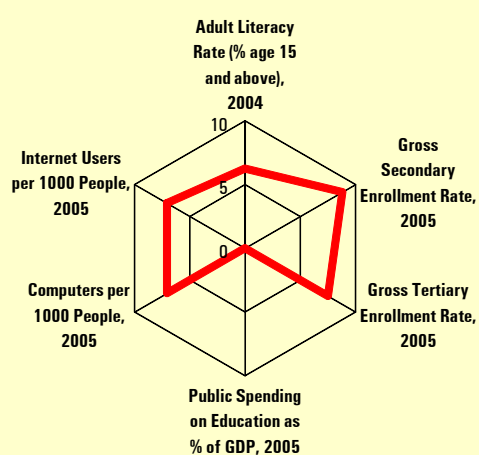 Adult Literacy
Rate (% age 15
and above),
2004
10
5
0
Gross
Secondary
Enrollment Rate,
2005
Gross Tertiary
Enrollment Rate,
2005
Public Spending
on Education as
% of GDP, 2005
Computers per
1000 People,
2005
Internet Users
per 1000 People,
2005